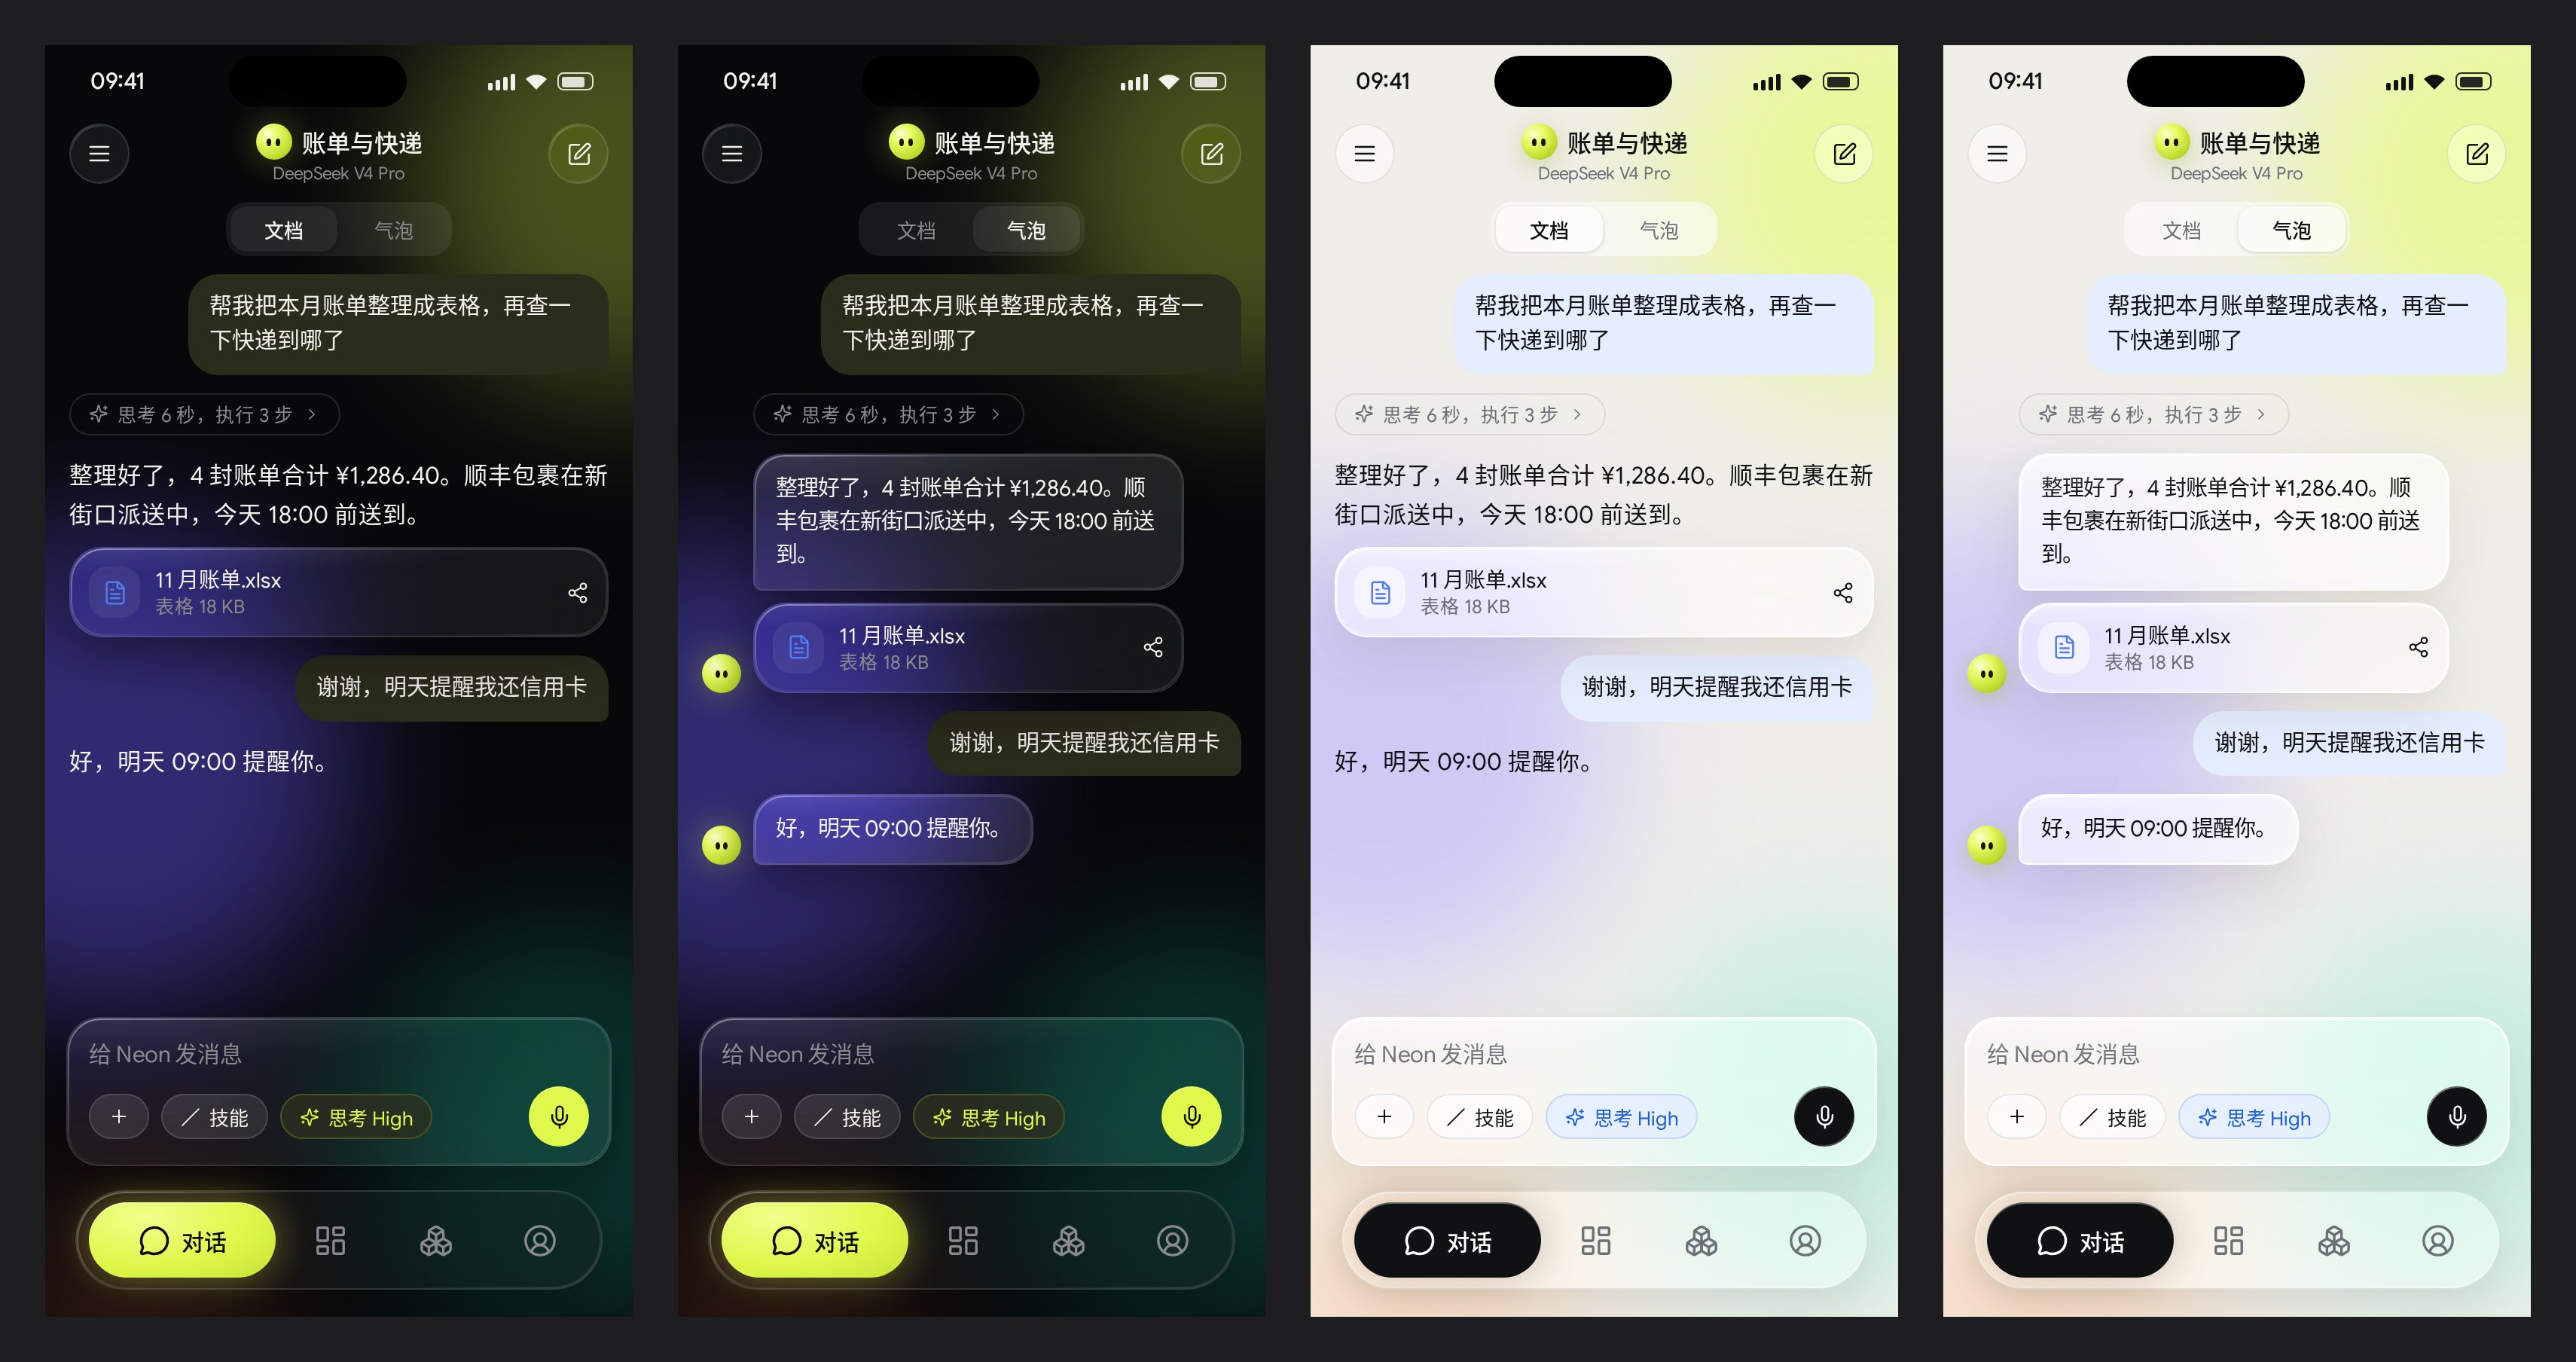 09:41
账单与快递
DeepSeek V4 Pro
文档 气泡
帮我把本月账单整理成表格，再查一
下快递到哪了
思考 6 秒，执行 3 步
整理好了，4 封账单合计 ¥1,286.40。顺丰包裹在新
街口派送中，今天 18:00 前送到。
11 月账单.xlsx
表格 18 KB
谢谢，明天提醒我还信用卡
好，明天 09:00 提醒你。
给 Neon 发消息
技能 思考 High
对话
09:41
账单与快递
DeepSeek V4 Pro
文档 气泡
帮我把本月账单整理成表格，再查一
下快递到哪了
思考 6 秒，执行 3 步
整理好了，4 封账单合计 ¥1,286.40。顺
丰包裹在新街口派送中，今天 18:00 前送
到。
11 月账单.xlsx
表格 18 KB
谢谢，明天提醒我还信用卡
好，明天 09:00 提醒你。
给 Neon 发消息
技能 思考 High
对话
09:41
账单与快递
DeepSeek V4 Pro
文档 气泡
帮我把本月账单整理成表格，再查一
下快递到哪了
思考 6 秒，执行 3 步
整理好了，4 封账单合计 ¥1,286.40。顺丰包裹在新
街口派送中，今天 18:00 前送到。
11 月账单.xlsx
表格 18 KB
谢谢，明天提醒我还信用卡
好，明天 09:00 提醒你。
给 Neon 发消息
技能 思考 High
对话
09:41
账单与快递
DeepSeek V4 Pro
文档 气泡
帮我把本月账单整理成表格，再查一
下快递到哪了
思考 6 秒，执行 3 步
整理好了，4 封账单合计 ¥1,286.40。顺
丰包裹在新街口派送中，今天 18:00 前送
到。
11 月账单.xlsx
表格 18 KB
谢谢，明天提醒我还信用卡
好，明天 09:00 提醒你。
给 Neon 发消息
技能 思考 High
对话